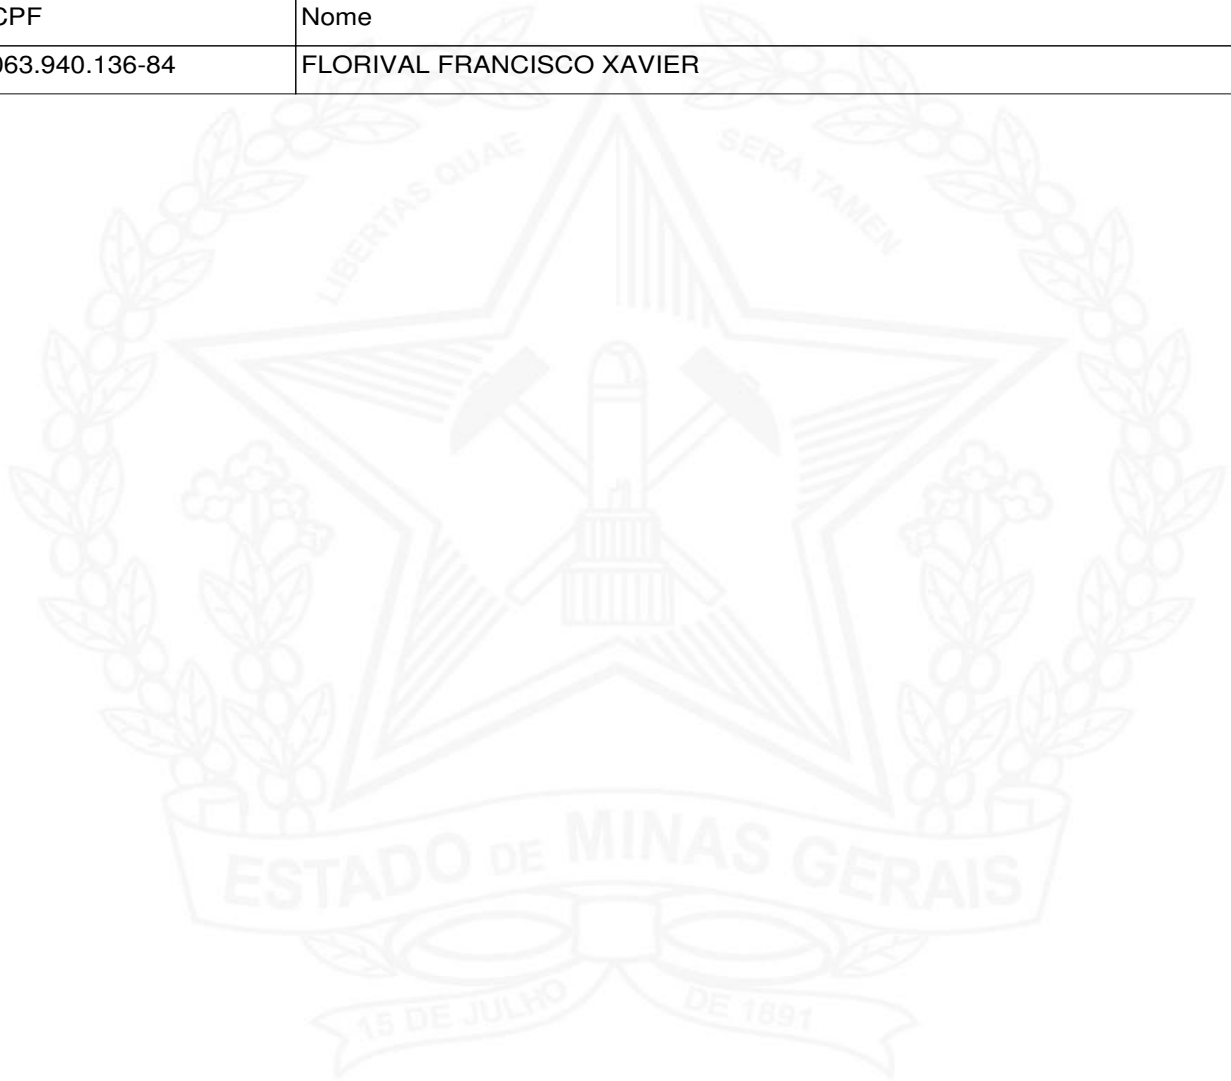 CPF Nome
063.940.136-84 FLORIVAL FRANCISCO XAVIER
LIBERTAS QUAE SERA TAMEN
ESTADO DE MINAS GERAIS
15 DE JULHO DE 1891